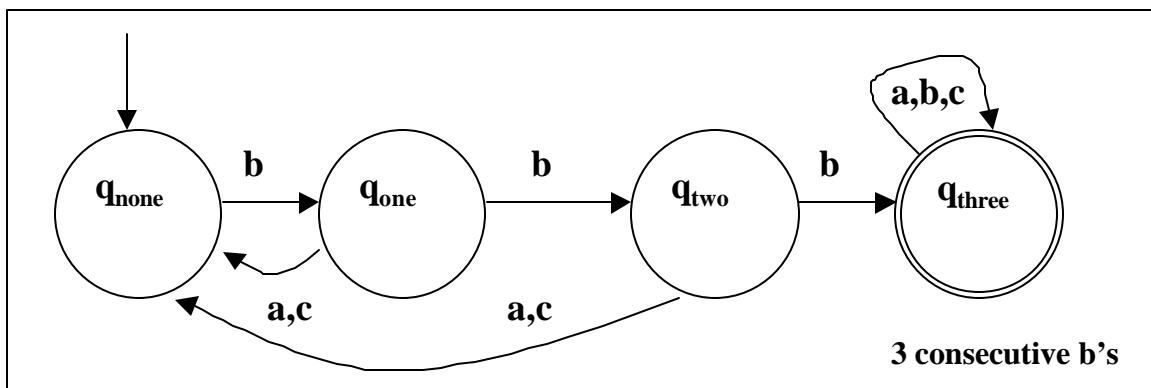 a,b,c
b
b
b
q_none
q_one
q_two
q_three
a,c
a,c
3 consecutive b's